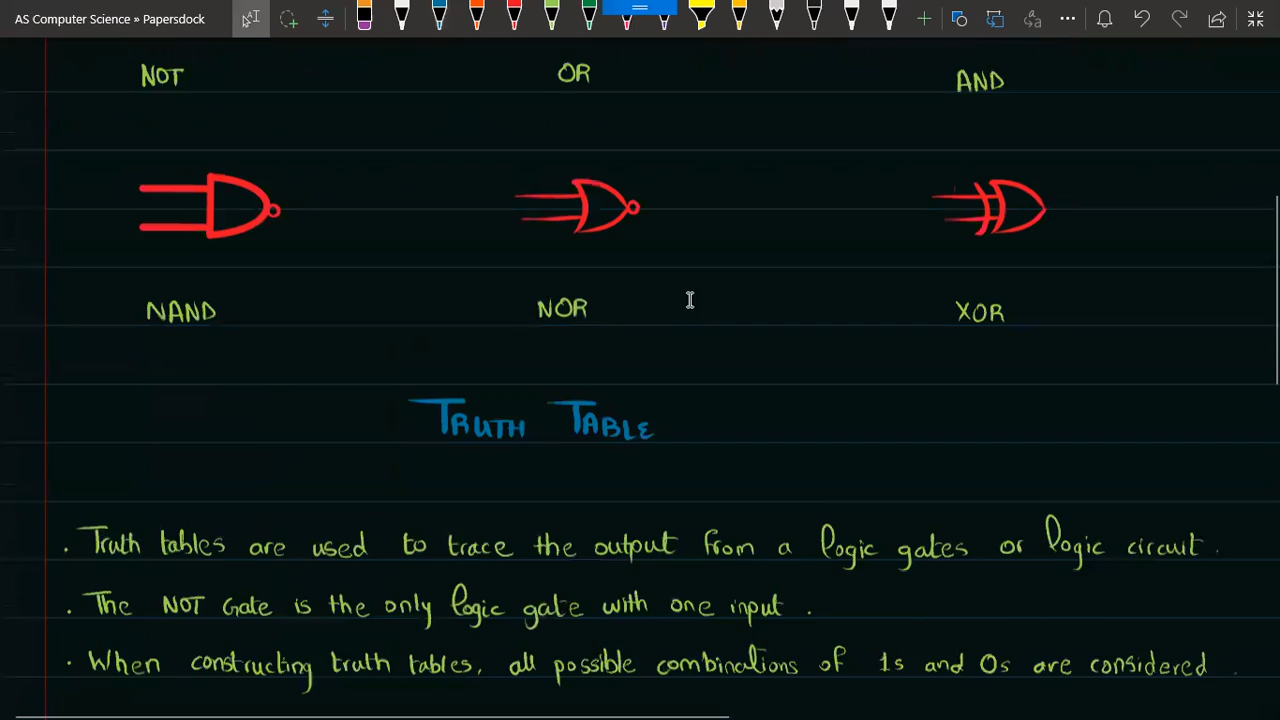 AS Computer Science » Papersdock
NOT OR AND
NAND NOR XOR
TRUTH TABLE
. Truth tables are used to trace the output from a logic gates or logic circuit.
. The NOT Gate is the only logic gate with one input.
. When constructing truth tables, all possible combinations of 1s and 0s are considered.